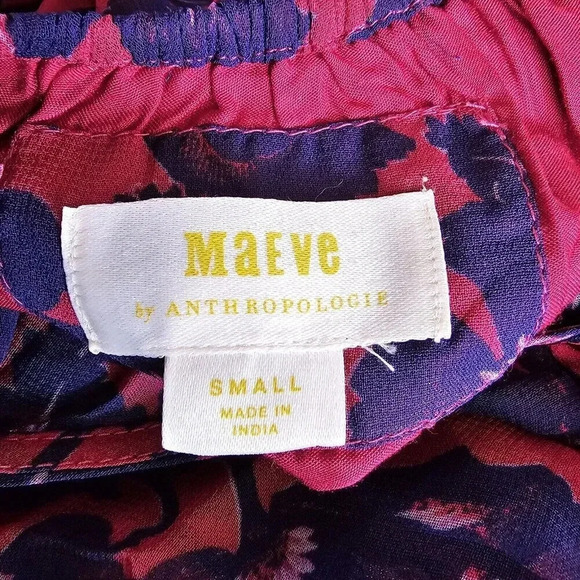 MaEve
by ANTHROPOLOGIE
SMALL
MADE IN
INDIA